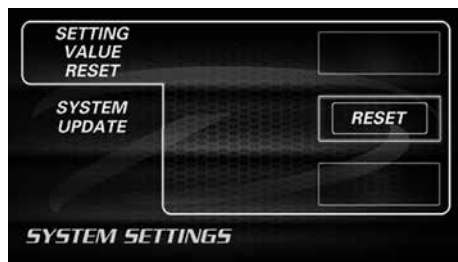 SETTING
VALUE
RESET
SYSTEM
UPDATE
RESET
SYSTEM SETTINGS